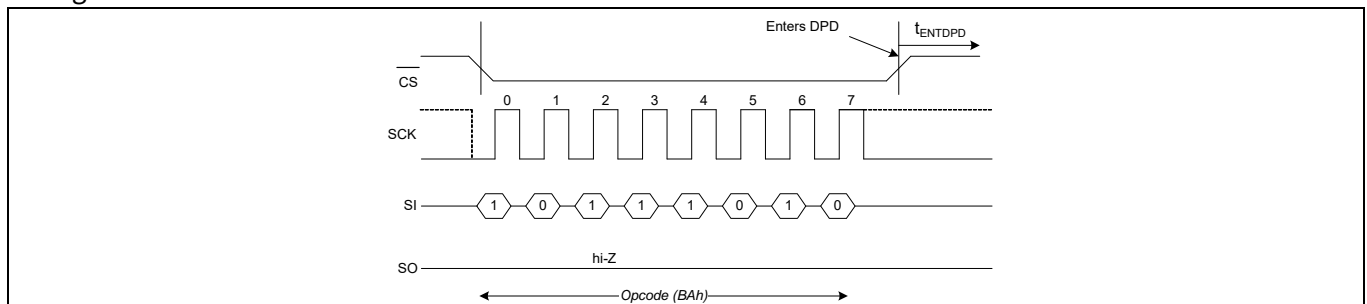 Enters DPD
tENTDPD
CS
0 1 2 3 4 5 6 7
SCK
SI
1 0 1 1 1 0 1 0
hi-Z
SO
Opcode (BAh)